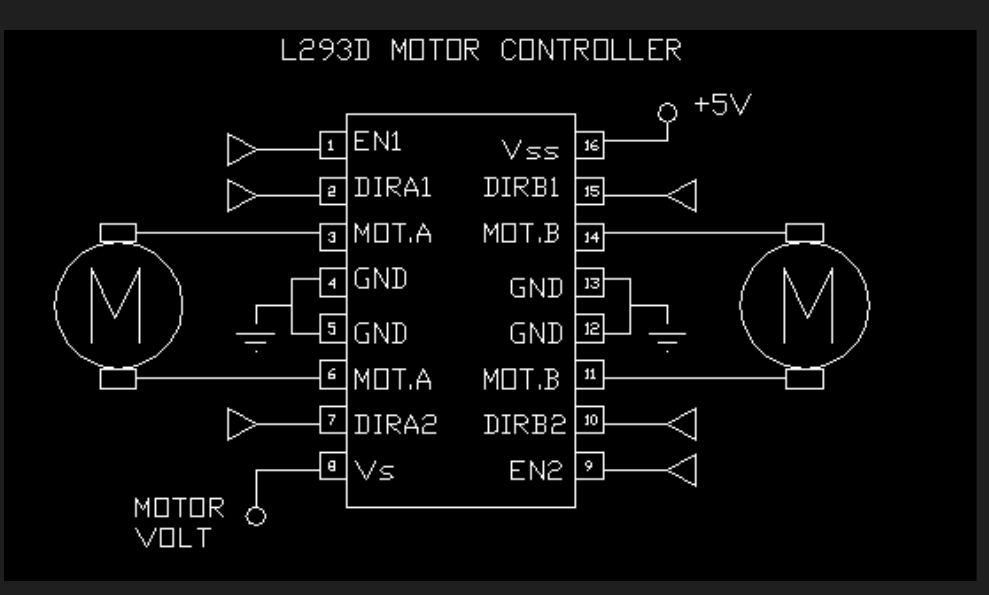 L293D MOTOR CONTROLLER
+5V
1 EN1 Vss 16
2 DIRA1 DIRB1 15
3 MOT.A MOT.B 14
4 GND GND 13
5 GND GND 12
6 MOT.A MOT.B 11
7 DIRA2 DIRB2 10
8 Vs EN2 9
M M
MOTOR
VOLT